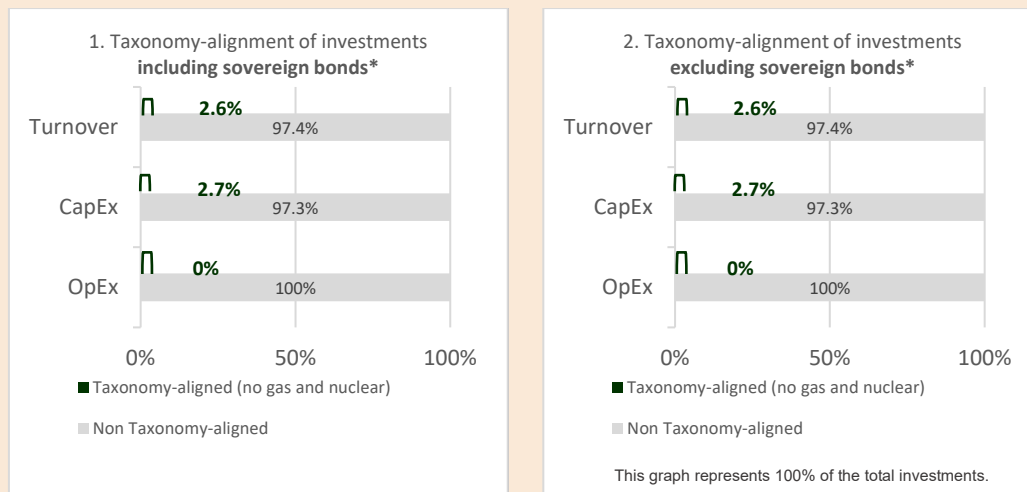 1. Taxonomy-alignment of investments
including sovereign bonds*
Turnover
2.6%
97.4%
CapEx
2.7%
97.3%
OpEx
0%
100%
0% 50% 100%
Taxonomy-aligned (no gas and nuclear)
Non Taxonomy-aligned
2. Taxonomy-alignment of investments
excluding sovereign bonds*
Turnover
2.6%
97.4%
CapEx
2.7%
97.3%
OpEx
0%
100%
0% 50% 100%
Taxonomy-aligned (no gas and nuclear)
Non Taxonomy-aligned
This graph represents 100% of the total investments.